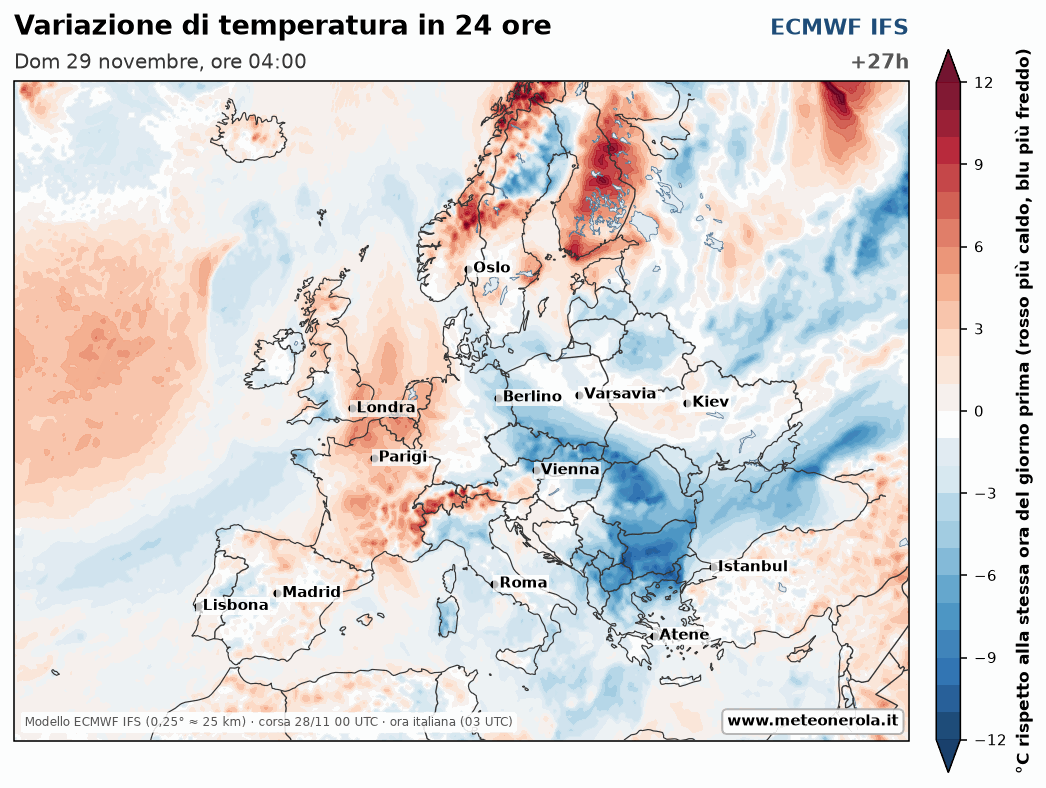 Variazione di temperatura in 24 ore
ECMWF IFS
Dom 29 novembre, ore 04:00
+27h
Oslo
Londra
Berlino
Varsavia
Kiev
Parigi
Vienna
Istanbul
Roma
Madrid
Lisbona
Atene
Modello ECMWF IFS (0,25° ≈ 25 km) · corsa 28/11 00 UTC · ora italiana (03 UTC)
www.meteonerola.it
12
9
6
3
0
−3
−6
−9
−12
°C rispetto alla stessa ora del giorno prima (rosso più caldo, blu più freddo)